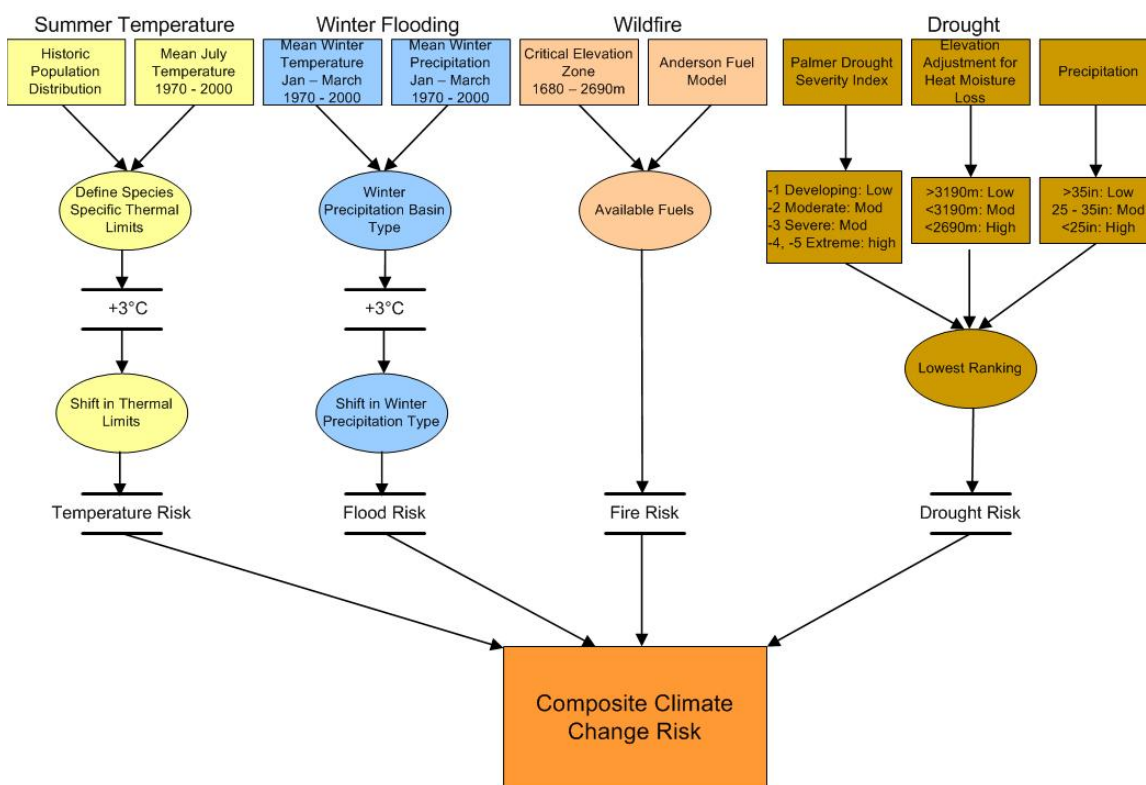 Summer Temperature
Winter Flooding
Wildfire
Drought
Historic
Population
Distribution
Mean July
Temperature
1970 - 2000
Mean Winter
Temperature
Jan – March
1970 - 2000
Mean Winter
Precipitation
Jan – March
1970 - 2000
Critical Elevation
Zone
1680 – 2690m
Anderson Fuel
Model
Palmer Drought
Severity Index
Elevation
Adjustment for
Heat Moisture
Loss
Precipitation
Define Species
Specific Thermal
Limits
Winter
Precipitation Basin
Type
Available Fuels
-1 Developing: Low
-2 Moderate: Mod
-3 Severe: Mod
-4, -5 Extreme: high
>3190m: Low
<3190m: Mod
<2690m: High
>35in: Low
25 - 35in: Mod
<25in: High
+3°C
+3°C
Lowest Ranking
Shift in Thermal
Limits
Shift in Winter
Precipitation Type
Temperature Risk
Flood Risk
Fire Risk
Drought Risk
Composite Climate
Change Risk